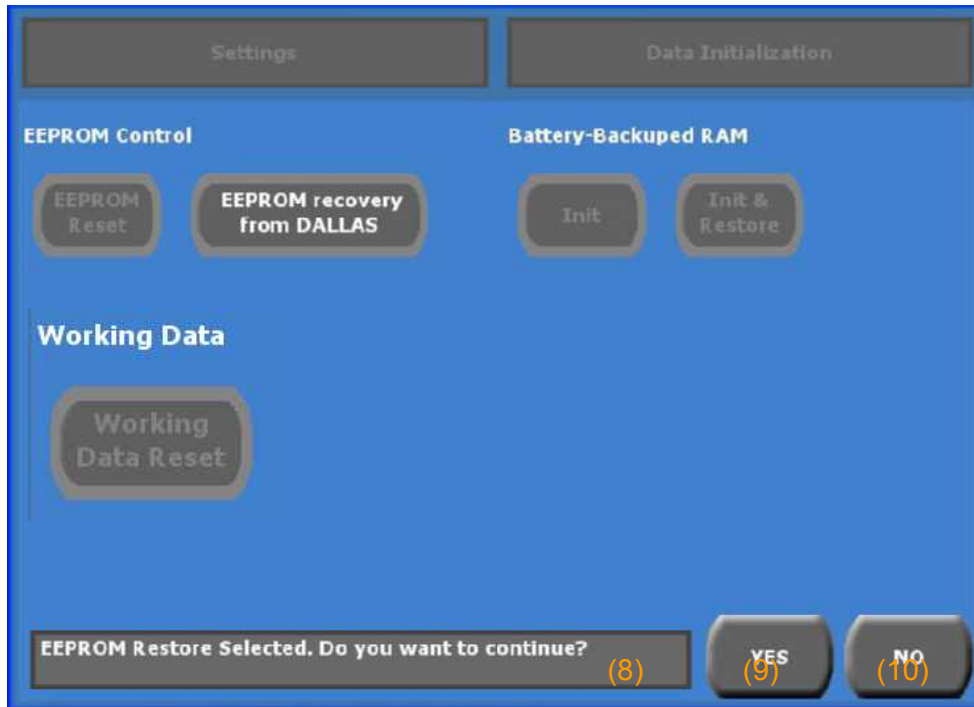 Settings
Data Initialization
EEPROM Control
Battery-Backuped RAM
EEPROM
Reset
EEPROM recovery
from DALLAS
Init
Init &
Restore
Working Data
Working
Data Reset
EEPROM Restore Selected. Do you want to continue?
(8)
YES
(9)
NO
(10)